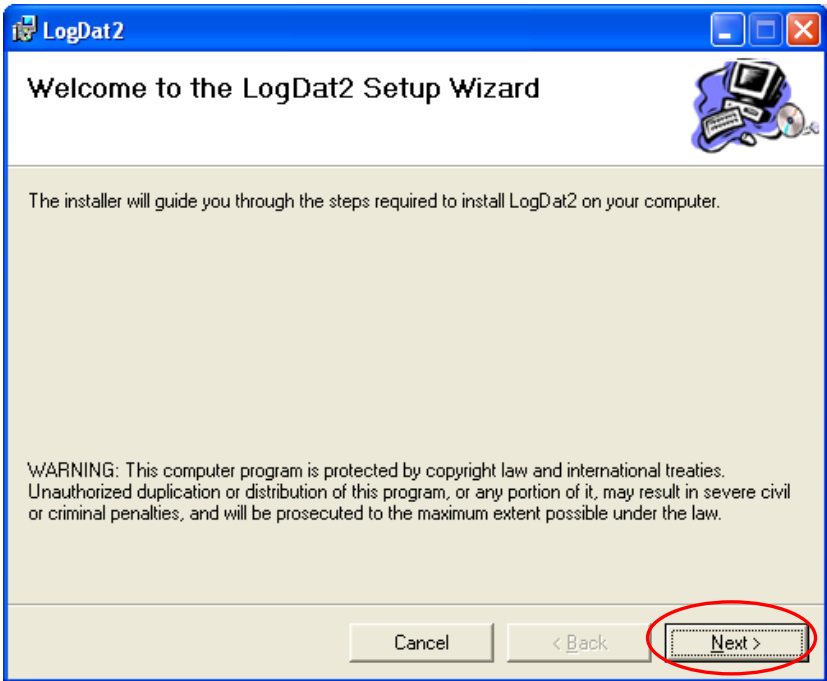 LogDat2
Welcome to the LogDat2 Setup Wizard
The installer will guide you through the steps required to install LogDat2 on your computer.
WARNING: This computer program is protected by copyright law and international treaties.
Unauthorized duplication or distribution of this program, or any portion of it, may result in severe civil
or criminal penalties, and will be prosecuted to the maximum extent possible under the law.
Cancel < Back Next >